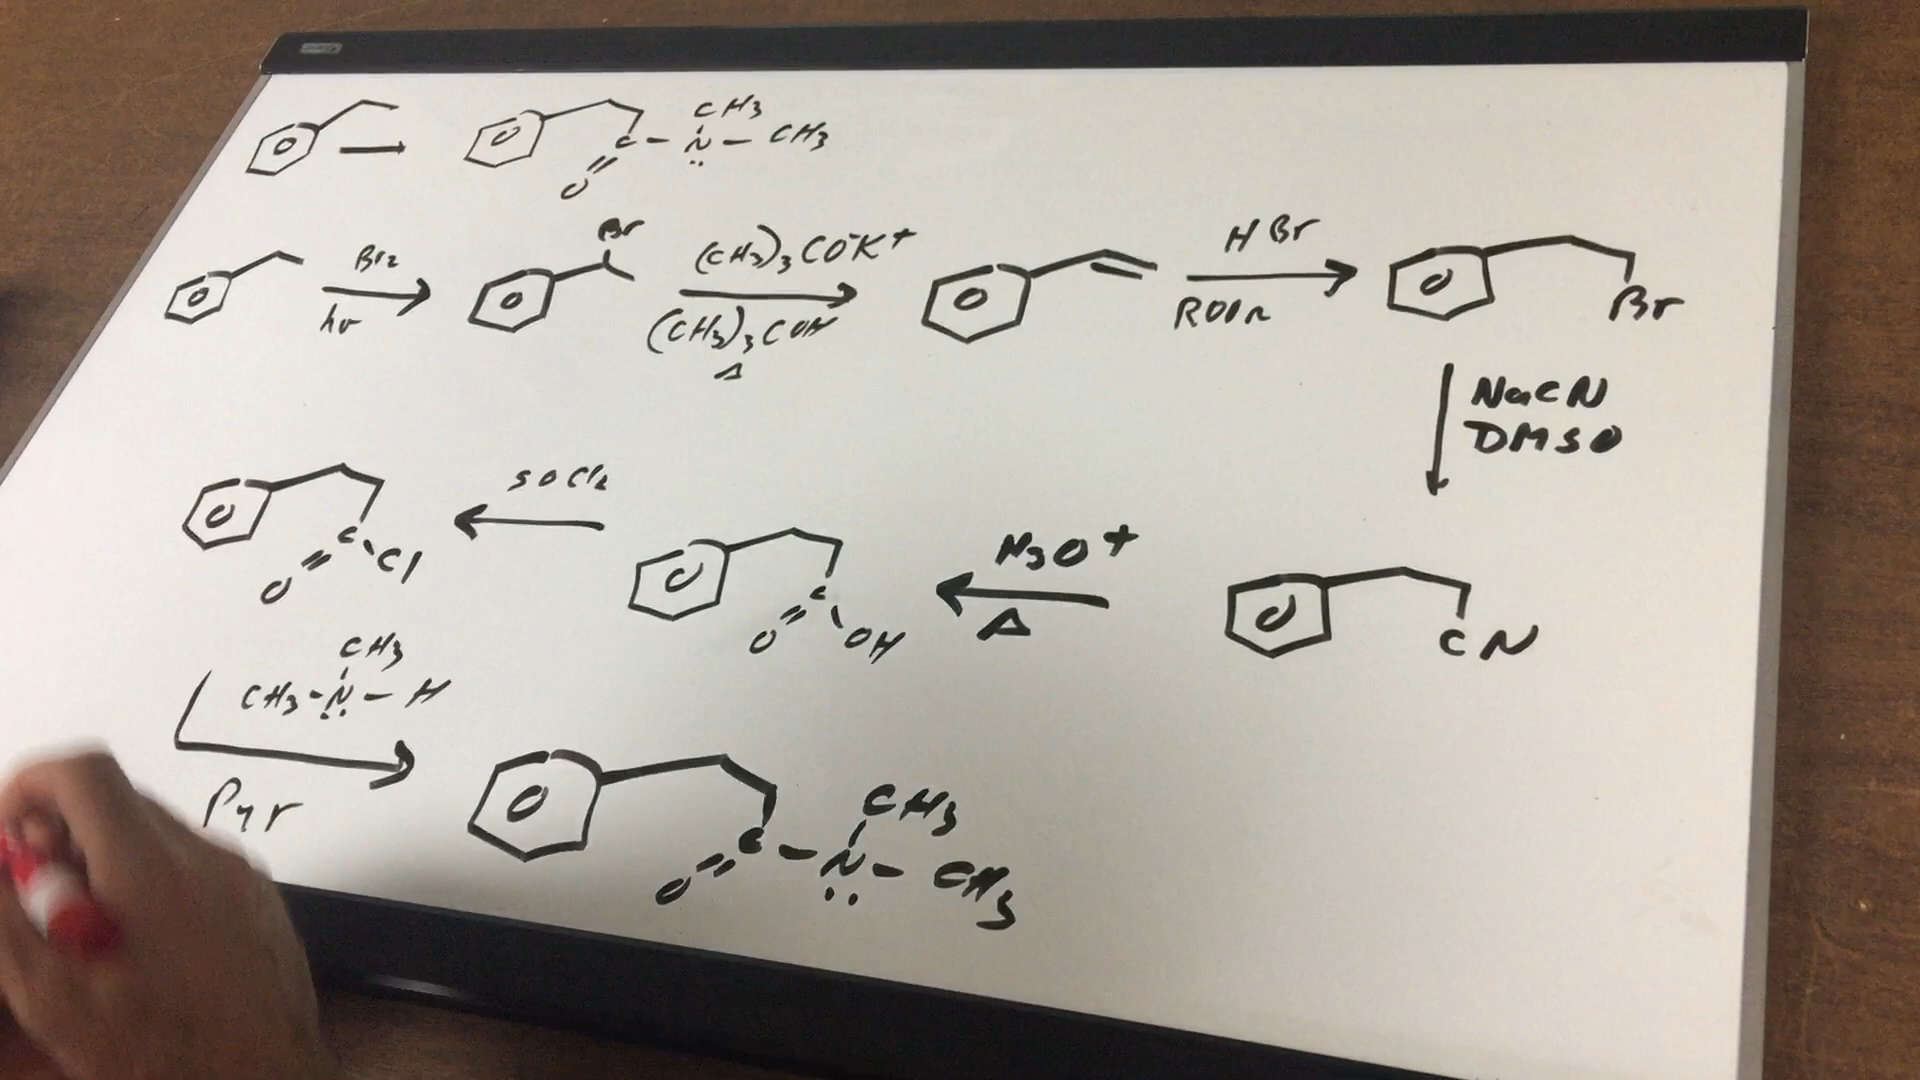 CH3
C - N̈ - CH3
O
Br
Br2
hν
(CH3)3CO⁻K+
(CH3)3COH
Δ
HBr
ROOR
Br
NaCN
DMSO
SOCl2
C
O
Cl
H3O+
Δ
C
O
OH
CN
CH3
CH3 - N̈ - H
Pyr
CH3
C - N̈ - CH3
O